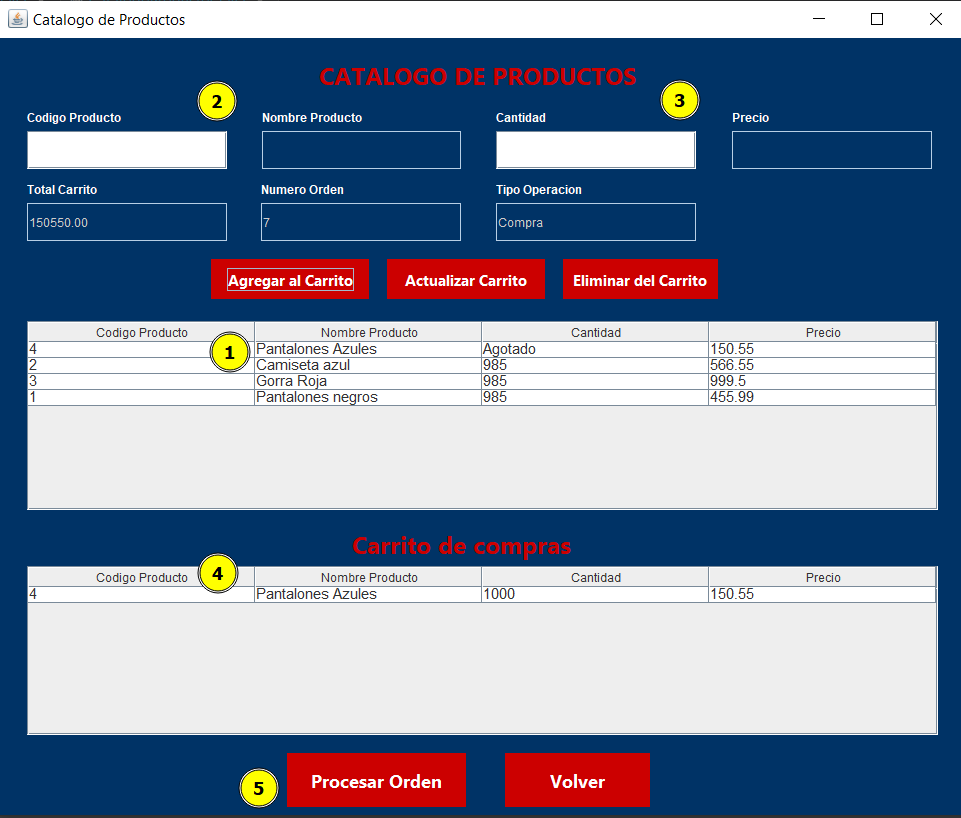 Catalogo de Productos
CATALOGO DE PRODUCTOS
2 3
Codigo Producto Nombre Producto Cantidad Precio
Total Carrito Numero Orden Tipo Operacion
150550.00 7 Compra
Agregar al Carrito Actualizar Carrito Eliminar del Carrito
Codigo Producto Nombre Producto Cantidad Precio
1
4 Pantalones Azules Agotado 150.55
2 Camiseta azul 985 566.55
3 Gorra Roja 985 999.5
1 Pantalones negros 985 455.99
Carrito de compras
4
Codigo Producto Nombre Producto Cantidad Precio
4 Pantalones Azules 1000 150.55
5 Procesar Orden Volver